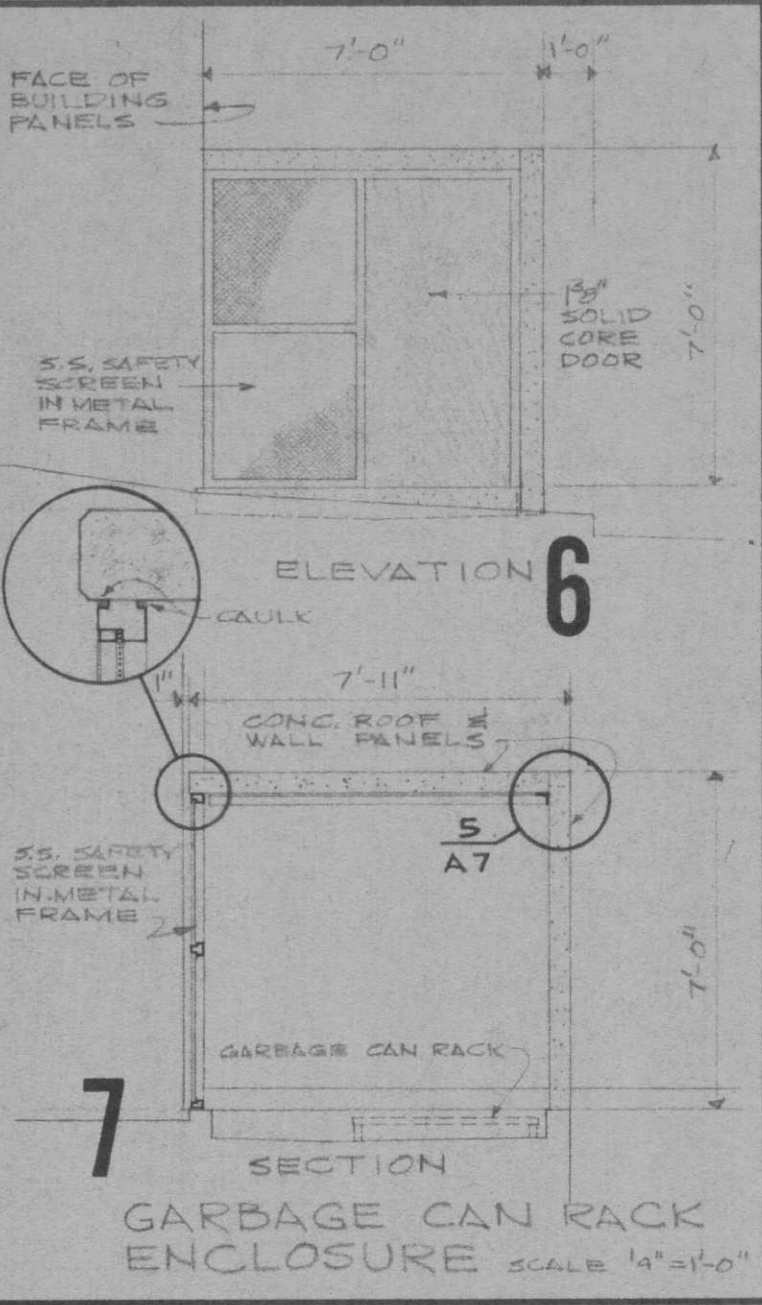 7'-0"
1'-0"
FACE OF
BUILDING
PANELS
1 3/8"
SOLID
CORE
DOOR
7'-0"
S.S. SAFETY
SCREEN
IN METAL
FRAME
ELEVATION 6
CAULK
1"
7'-11"
CONC. ROOF &
WALL PANELS
5
A7
S.S. SAFETY
SCREEN
IN METAL
FRAME
7'-0"
GARBAGE CAN RACK
7
SECTION
GARBAGE CAN RACK
ENCLOSURE SCALE 1/4"=1'-0"